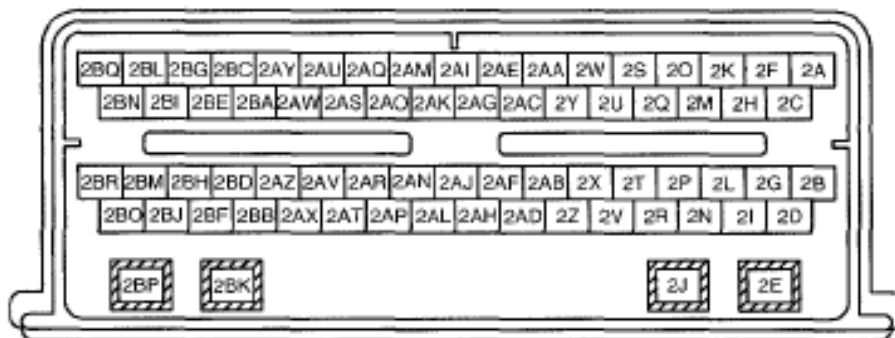 2BQ 2BL 2BG 2BC 2AY 2AU 2AQ 2AM 2AI 2AE 2AA 2W 2S 2O 2K 2F 2A
2BN 2BI 2BE 2BA 2AW 2AS 2AO 2AK 2AG 2AC 2Y 2U 2Q 2M 2H 2C
2BR 2BM 2BH 2BD 2AZ 2AV 2AR 2AN 2AJ 2AF 2AB 2X 2T 2P 2L 2G 2B
2BO 2BJ 2BF 2BB 2AX 2AT 2AP 2AL 2AH 2AD 2Z 2V 2R 2N 2I 2D
2BP 2BK 2J 2E